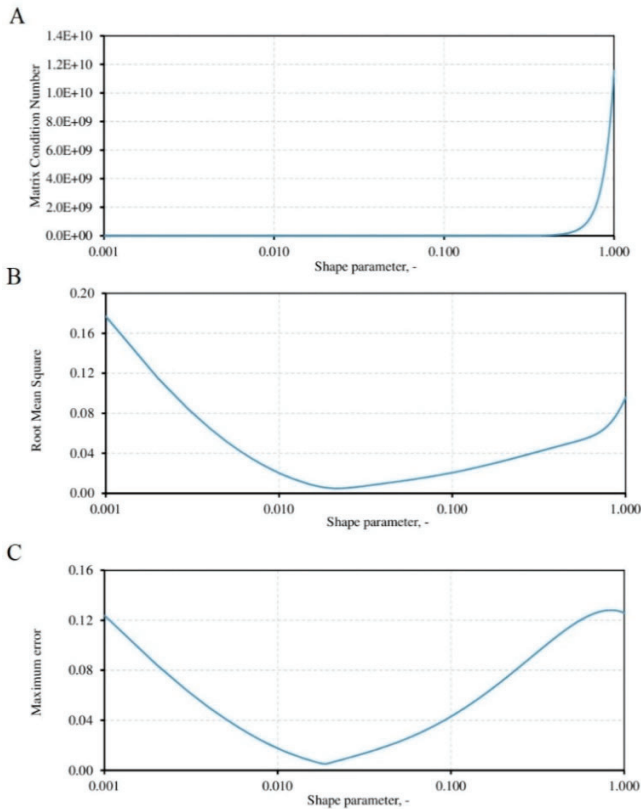 A
Matrix Condition Number
1.4E+10
1.2E+10
1.0E+10
8.0E+09
6.0E+09
4.0E+09
2.0E+09
0.0E+00
0.001 0.010 0.100 1.000
Shape parameter, -
B
Root Mean Square
0.20
0.16
0.12
0.08
0.04
0.00
0.001 0.010 0.100 1.000
Shape parameter, -
C
Maximum error
0.16
0.12
0.08
0.04
0.00
0.001 0.010 0.100 1.000
Shape parameter, -